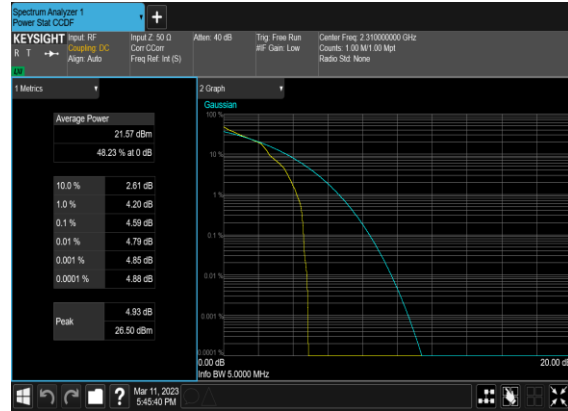 Spectrum Analyzer 1
Power Stat CCDF
KEYSIGHT Input: RF Input Z: 50 Ω Atten: 40 dB Trig: Free Run Center Freq: 2.310000000 GHz
R T Coupling: DC Corr CCorr #IF Gain: Low Counts: 1.00 M/1.00 Mpt
Align: Auto Freq Ref: Int (S) Radio Std: None
1 Metrics
Average Power
21.57 dBm
48.23 % at 0 dB
10.0 % 2.61 dB
1.0 % 4.20 dB
0.1 % 4.59 dB
0.01 % 4.79 dB
0.001 % 4.85 dB
0.0001 % 4.88 dB
Peak 4.93 dB
26.50 dBm
2 Graph
Gaussian
100 %
10 %
1 %
0.1 %
0.01 %
0.001 %
0.0001 %
0.00 dB 20.00 dB
Info BW 5.0000 MHz
? Mar 11, 2023
5:45:40 PM